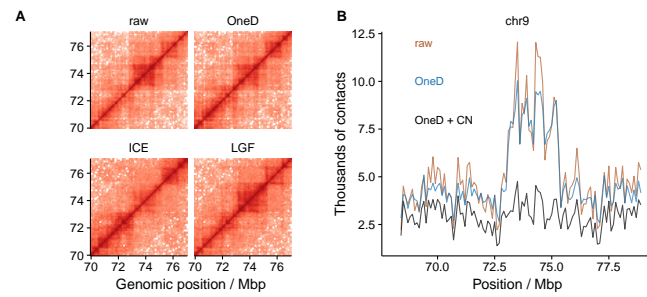 A
raw
OneD
76
74
72
70
ICE
LGF
76
74
72
70
70 72 74 76 70 72 74 76
Genomic position / Mbp
B
chr9
Thousands of contacts
12.5
10.0
7.5
5.0
2.5
raw
OneD
OneD + CN
70.0 72.5 75.0 77.5
Position / Mbp